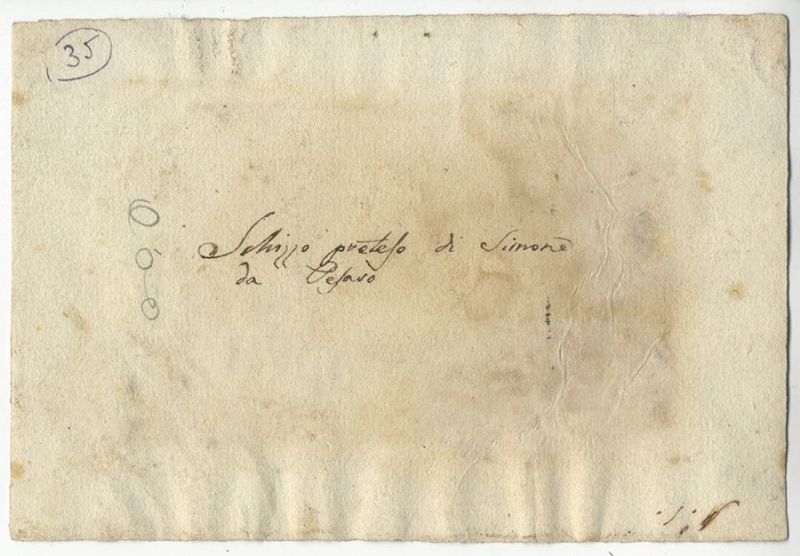 35
Schizzo preteso di Simone
da Pesaro